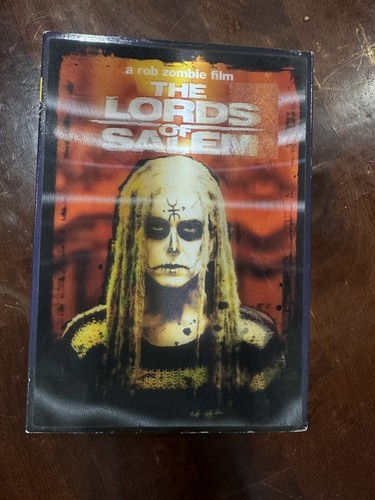 a rob zombie film
THE
LORDS
OF
SALEM